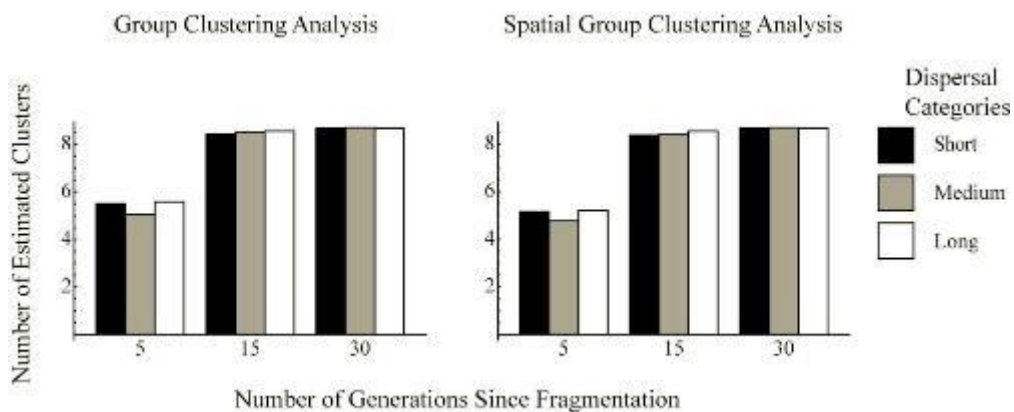 Group Clustering Analysis
Spatial Group Clustering Analysis
Number of Estimated Clusters
8
6
4
2
5
15
30
8
6
4
2
5
15
30
Number of Generations Since Fragmentation
Dispersal
Categories
Short
Medium
Long